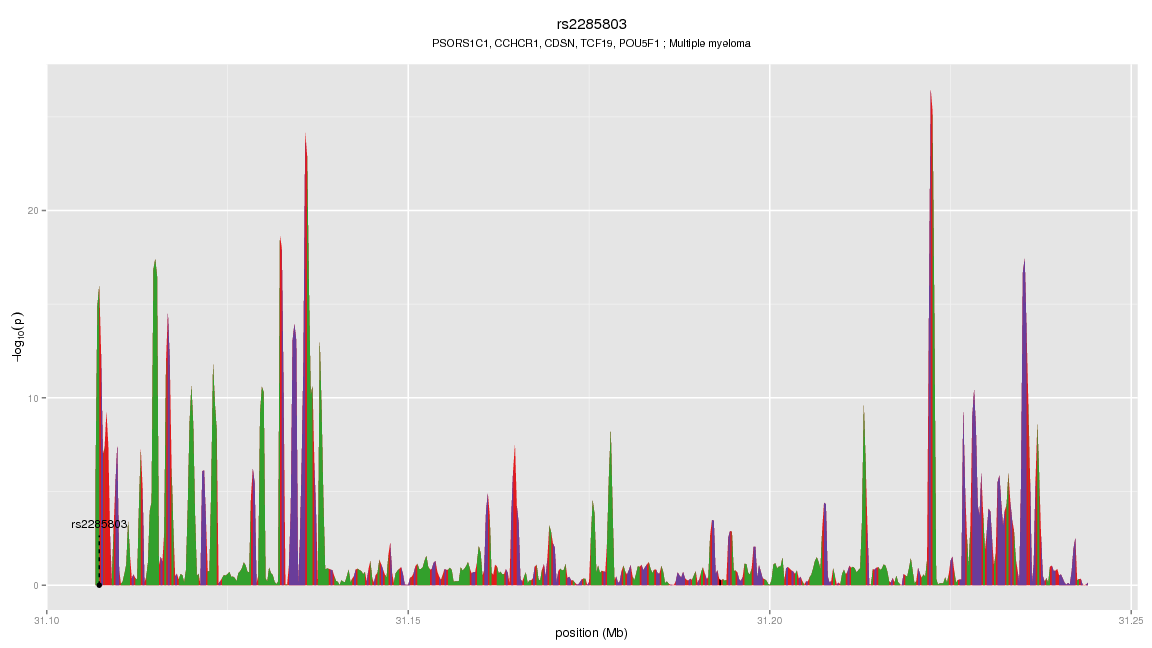 rs2285803
PSORS1C1, CCHCR1, CDSN, TCF19, POU5F1 ; Multiple myeloma
−log10(p)
20
10
0
rs2285803
31.10 31.15 31.20 31.25
position (Mb)